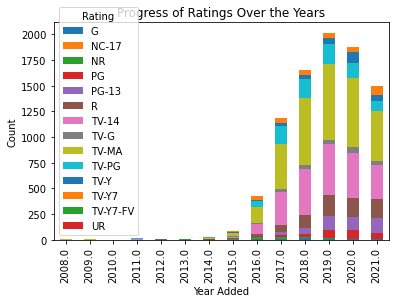 Progress of Ratings Over the Years
Rating
G
NC-17
NR
PG
PG-13
R
TV-14
TV-G
TV-MA
TV-PG
TV-Y
TV-Y7
TV-Y7-FV
UR
Count
2000
1750
1500
1250
1000
750
500
250
0
2008.0
2009.0
2010.0
2011.0
2012.0
2013.0
2014.0
2015.0
2016.0
2017.0
2018.0
2019.0
2020.0
2021.0
Year Added